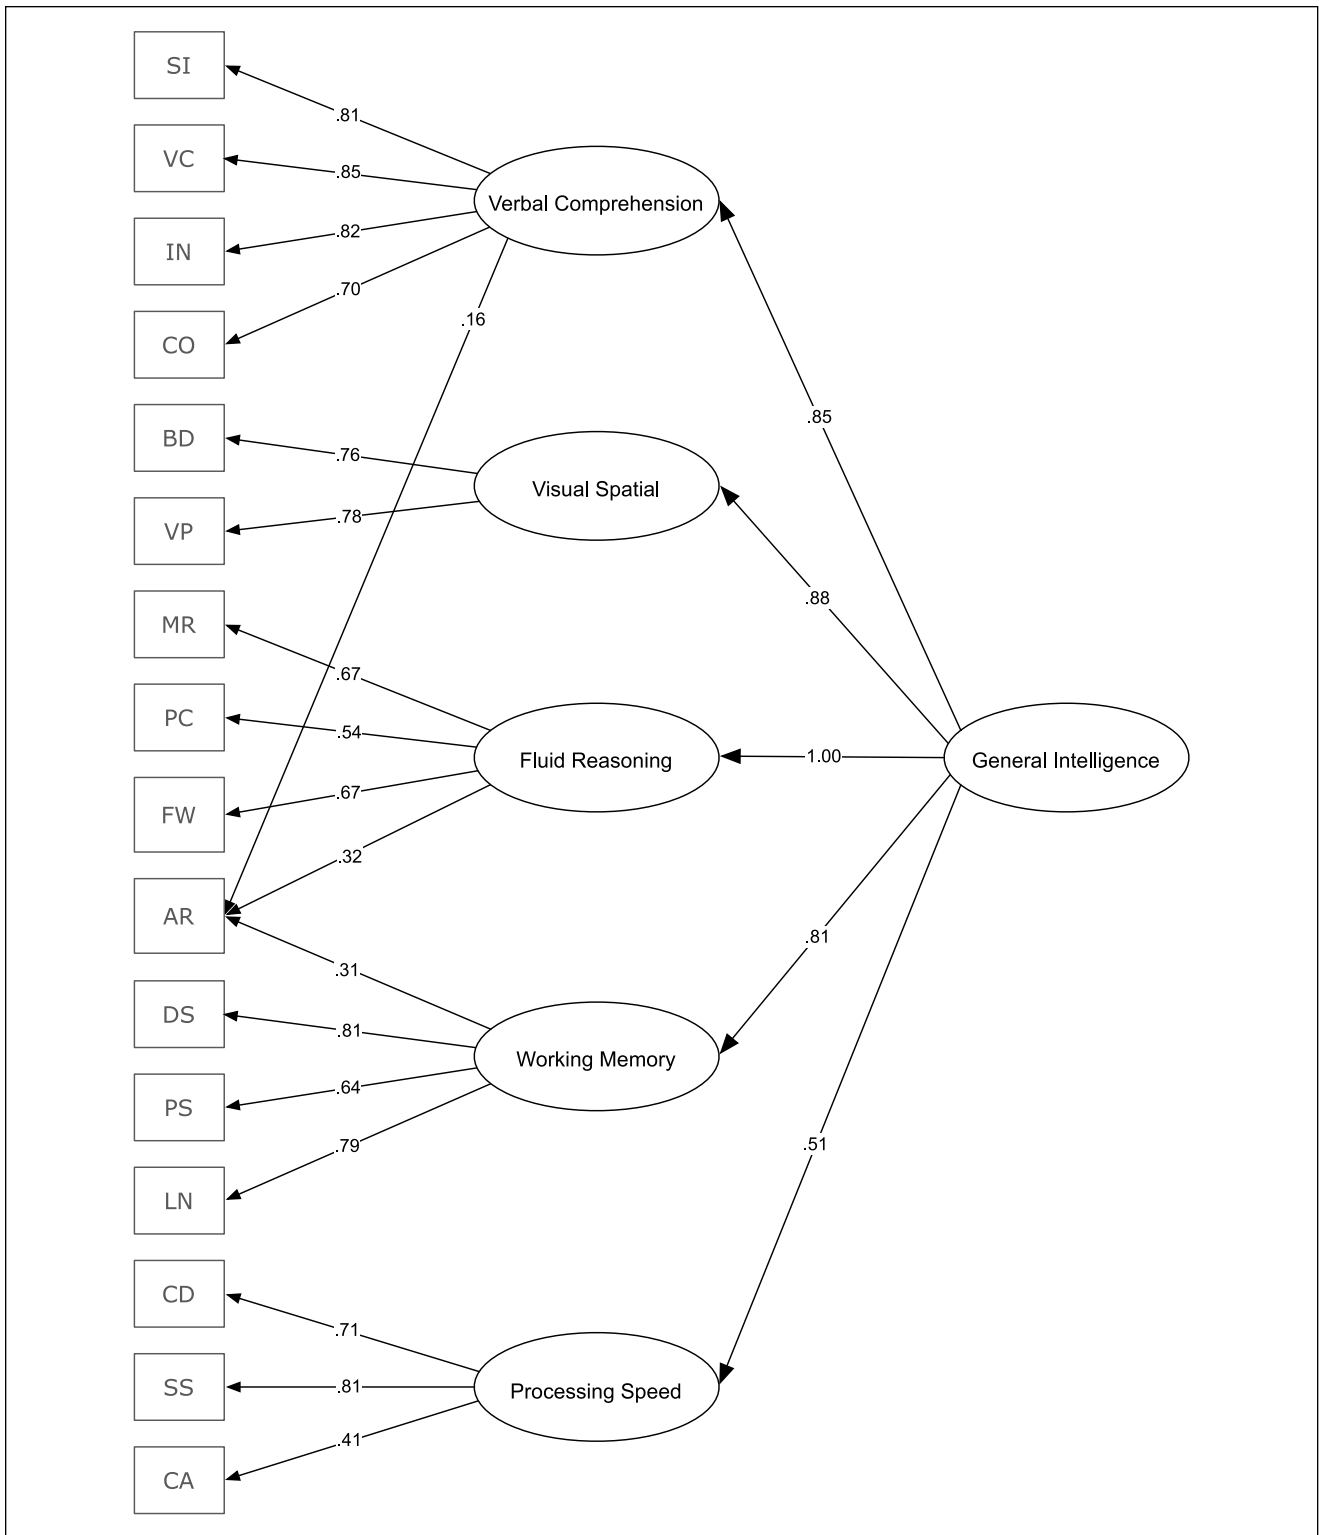 SI
.81
VC
.85
Verbal Comprehension
IN
.82
.70
.16
CO
.85
BD
.76
Visual Spatial
VP
.78
.88
MR
.67
PC
.54
Fluid Reasoning
1.00
General Intelligence
FW
.67
.32
AR
.81
.31
DS
.81
Working Memory
PS
.64
.79
.51
LN
CD
.71
SS
.81
Processing Speed
.41
CA